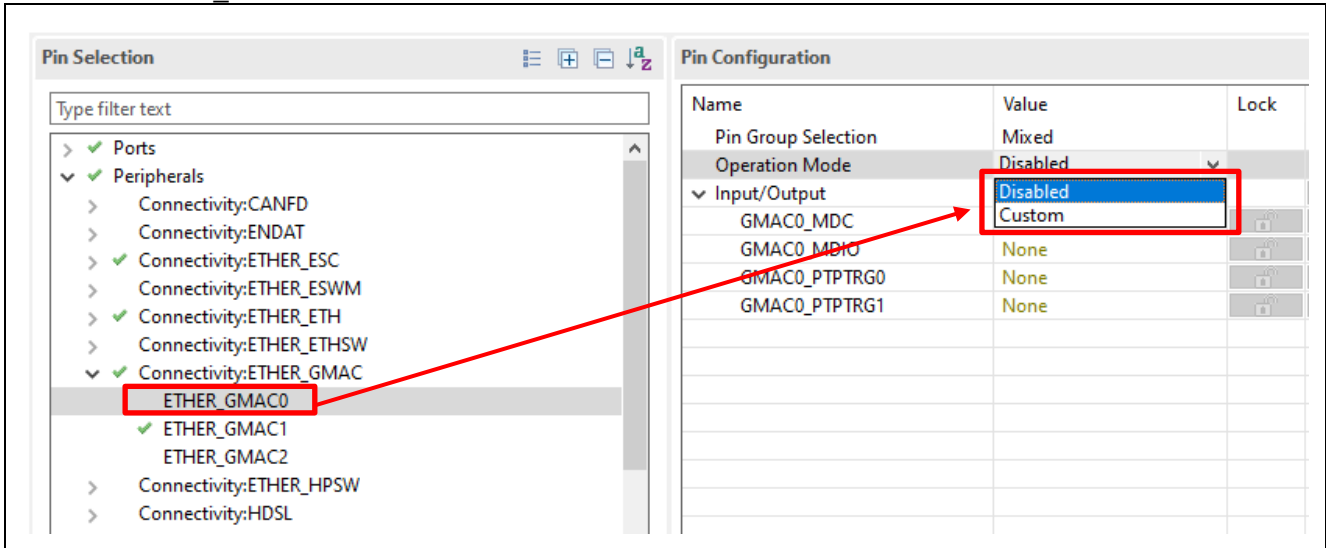 Pin Selection
Type filter text
Ports
Peripherals
Connectivity:CANFD
Connectivity:ENDAT
Connectivity:ETHER_ESC
Connectivity:ETHER_ESWM
Connectivity:ETHER_ETH
Connectivity:ETHER_ETHSW
Connectivity:ETHER_GMAC
ETHER_GMAC0
ETHER_GMAC1
ETHER_GMAC2
Connectivity:ETHER_HPSW
Connectivity:HDSL
Pin Configuration
Name Value Lock
Pin Group Selection Mixed
Operation Mode Disabled
Input/Output Disabled
GMAC0_MDC Custom
GMAC0_MDIO None
GMAC0_PTPTRG0 None
GMAC0_PTPTRG1 None